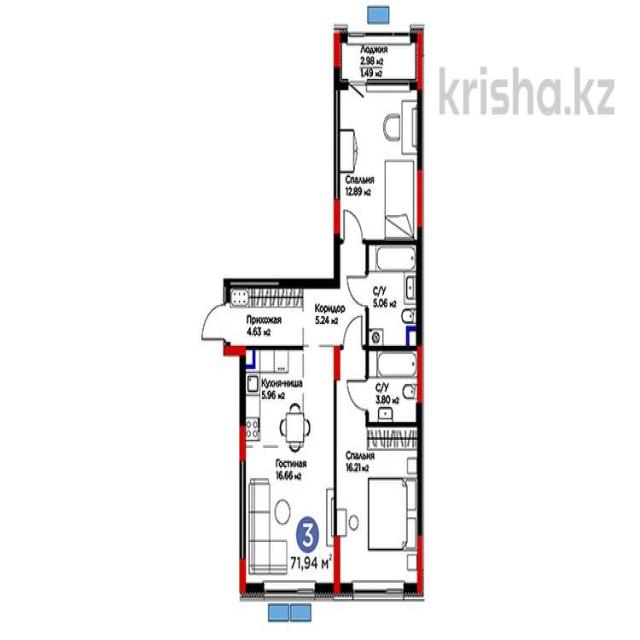 Лоджия
2.98 м2
1.49 м2
krisha.kz
Спальня
12.89 м2
С/У
5.06 м2
Прихожая
4.63 м2
Коридор
5.24 м2
Кухня-ниша
5.96 м2
С/У
3.80 м2
Гостиная
16.66 м2
Спальня
16.21 м2
3
71,94 м²